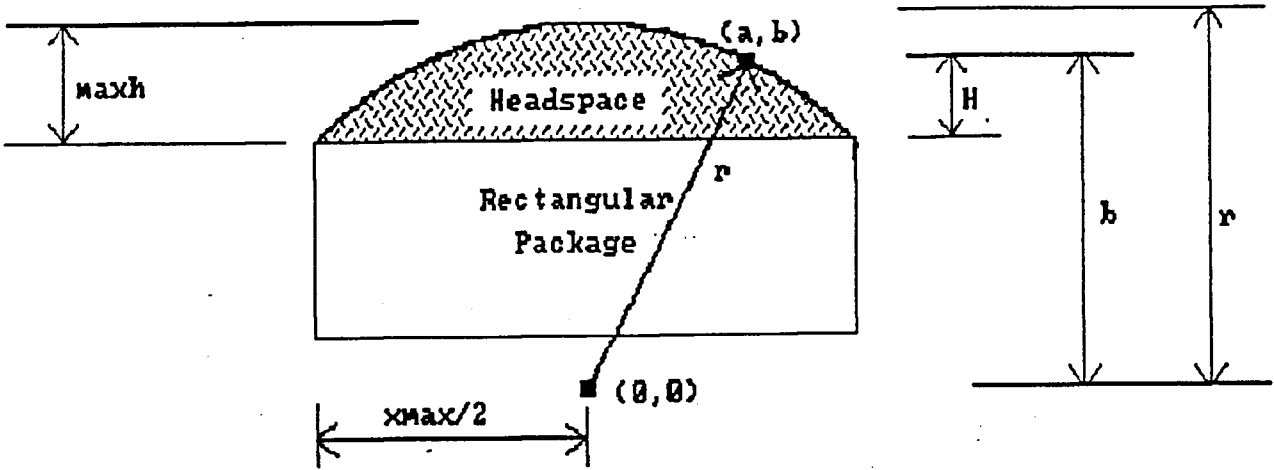 (a,b)
maxh
Headspace
H
r
Rectangular
Package
b
r
(0,0)
xmax/2